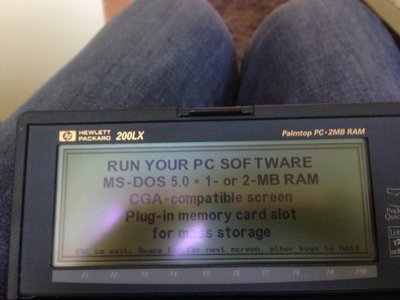 hp HEWLETT PACKARD 200LX Palmtop PC • 2MB RAM
RUN YOUR PC SOFTWARE
MS-DOS 5.0 * 1- or 2-MB RAM
CGA-compatible screen
Plug-in memory card slot
for mass storage
ESC to exit, Space Bar for next screen, other keys to hold
F1 F2 F3 F4 F5 F6 F7 F8 F9 F10